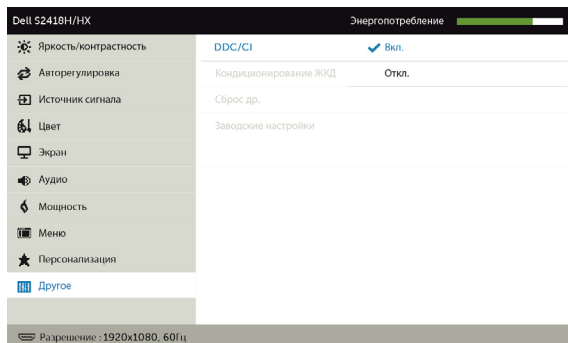 Dell S2418H/HX Энергопотребление
Яркость/контрастность DDC/CI Вкл.
Авторегулировка Кондиционирование ЖКД Откл.
Источник сигнала Сброс др.
Цвет Заводские настройки
Экран
Аудио
Мощность
Меню
Персонализация
Другое
Разрешение : 1920x1080, 60Гц